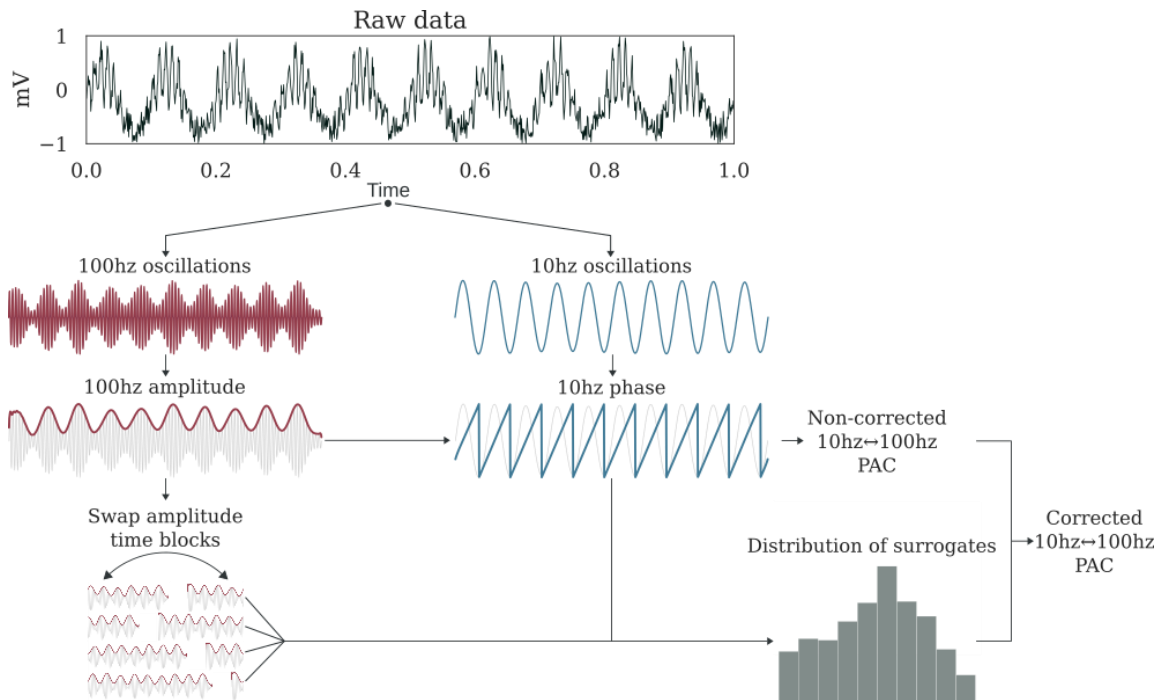 Raw data
mV
1
0
−1
0.0 0.2 0.4 0.6 0.8 1.0
Time
100hz oscillations
10hz oscillations
100hz amplitude
10hz phase
Non-corrected
10hz↔100hz
PAC
Swap amplitude
time blocks
Distribution of surrogates
Corrected
10hz↔100hz
PAC